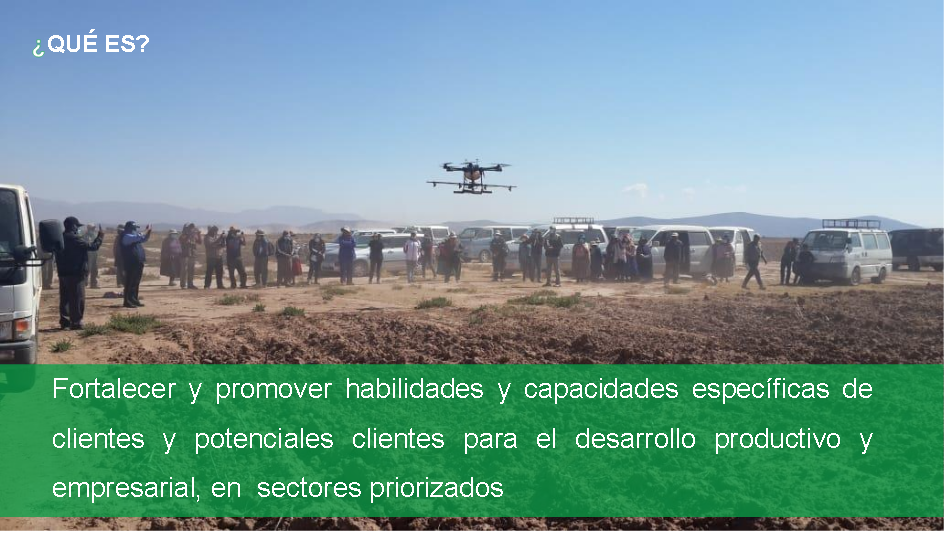 ¿QUÉ ES?
Fortalecer y promover habilidades y capacidades específicas de
clientes y potenciales clientes para el desarrollo productivo y
empresarial, en sectores priorizados